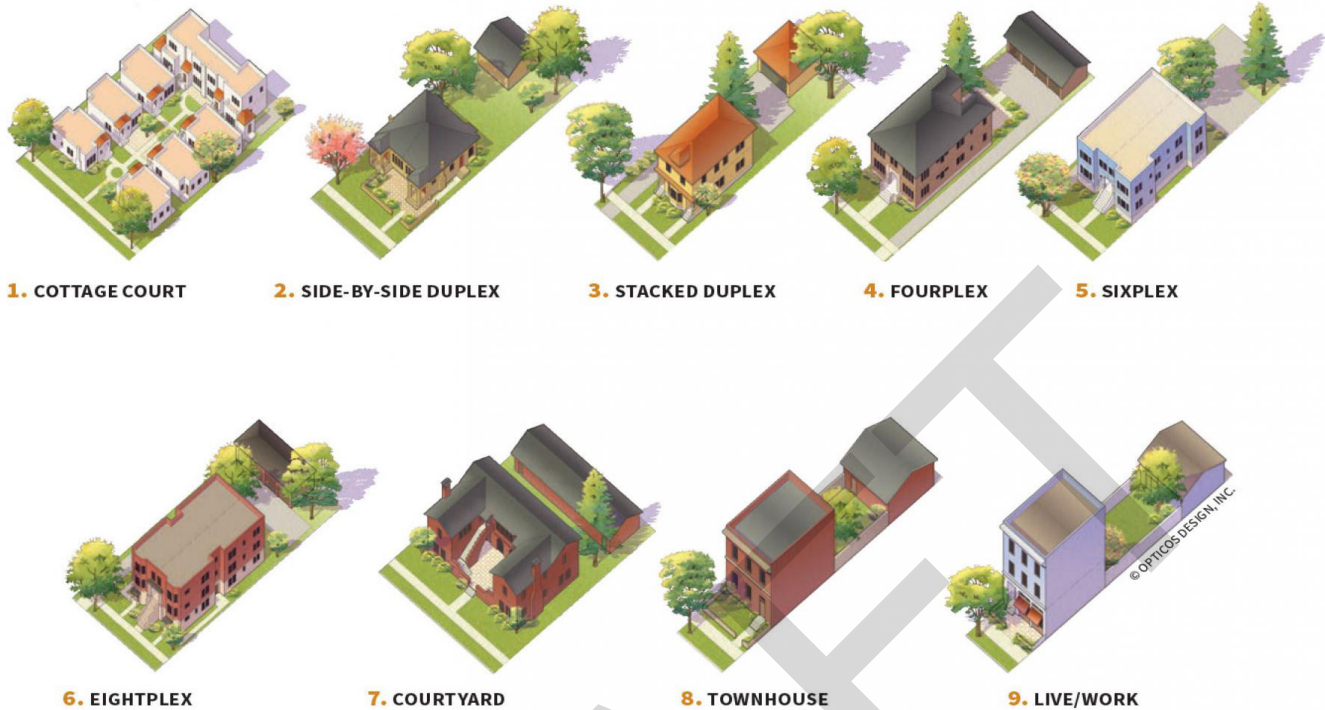 1. COTTAGE COURT
2. SIDE-BY-SIDE DUPLEX
3. STACKED DUPLEX
4. FOURPLEX
5. SIXPLEX
6. EIGHTPLEX
7. COURTYARD
8. TOWNHOUSE
9. LIVE/WORK
© OPTICOS DESIGN, INC.